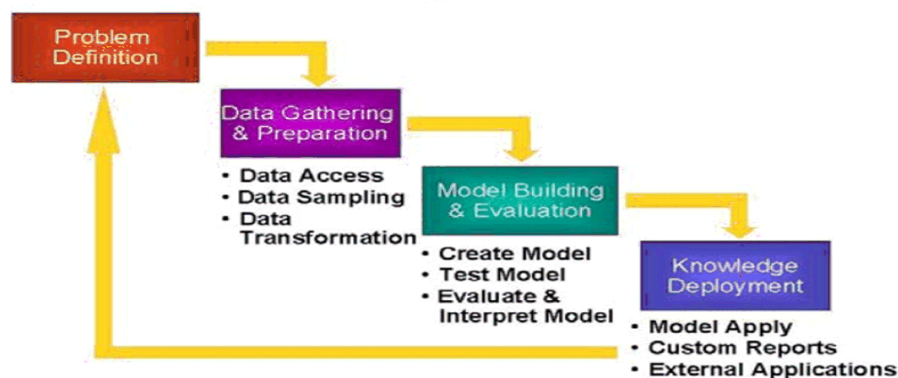 Problem
Definition
Data Gathering
& Preparation
• Data Access
• Data Sampling
• Data
Transformation
Model Building
& Evaluation
• Create Model
• Test Model
• Evaluate &
Interpret Model
Knowledge
Deployment
• Model Apply
• Custom Reports
• External Applications